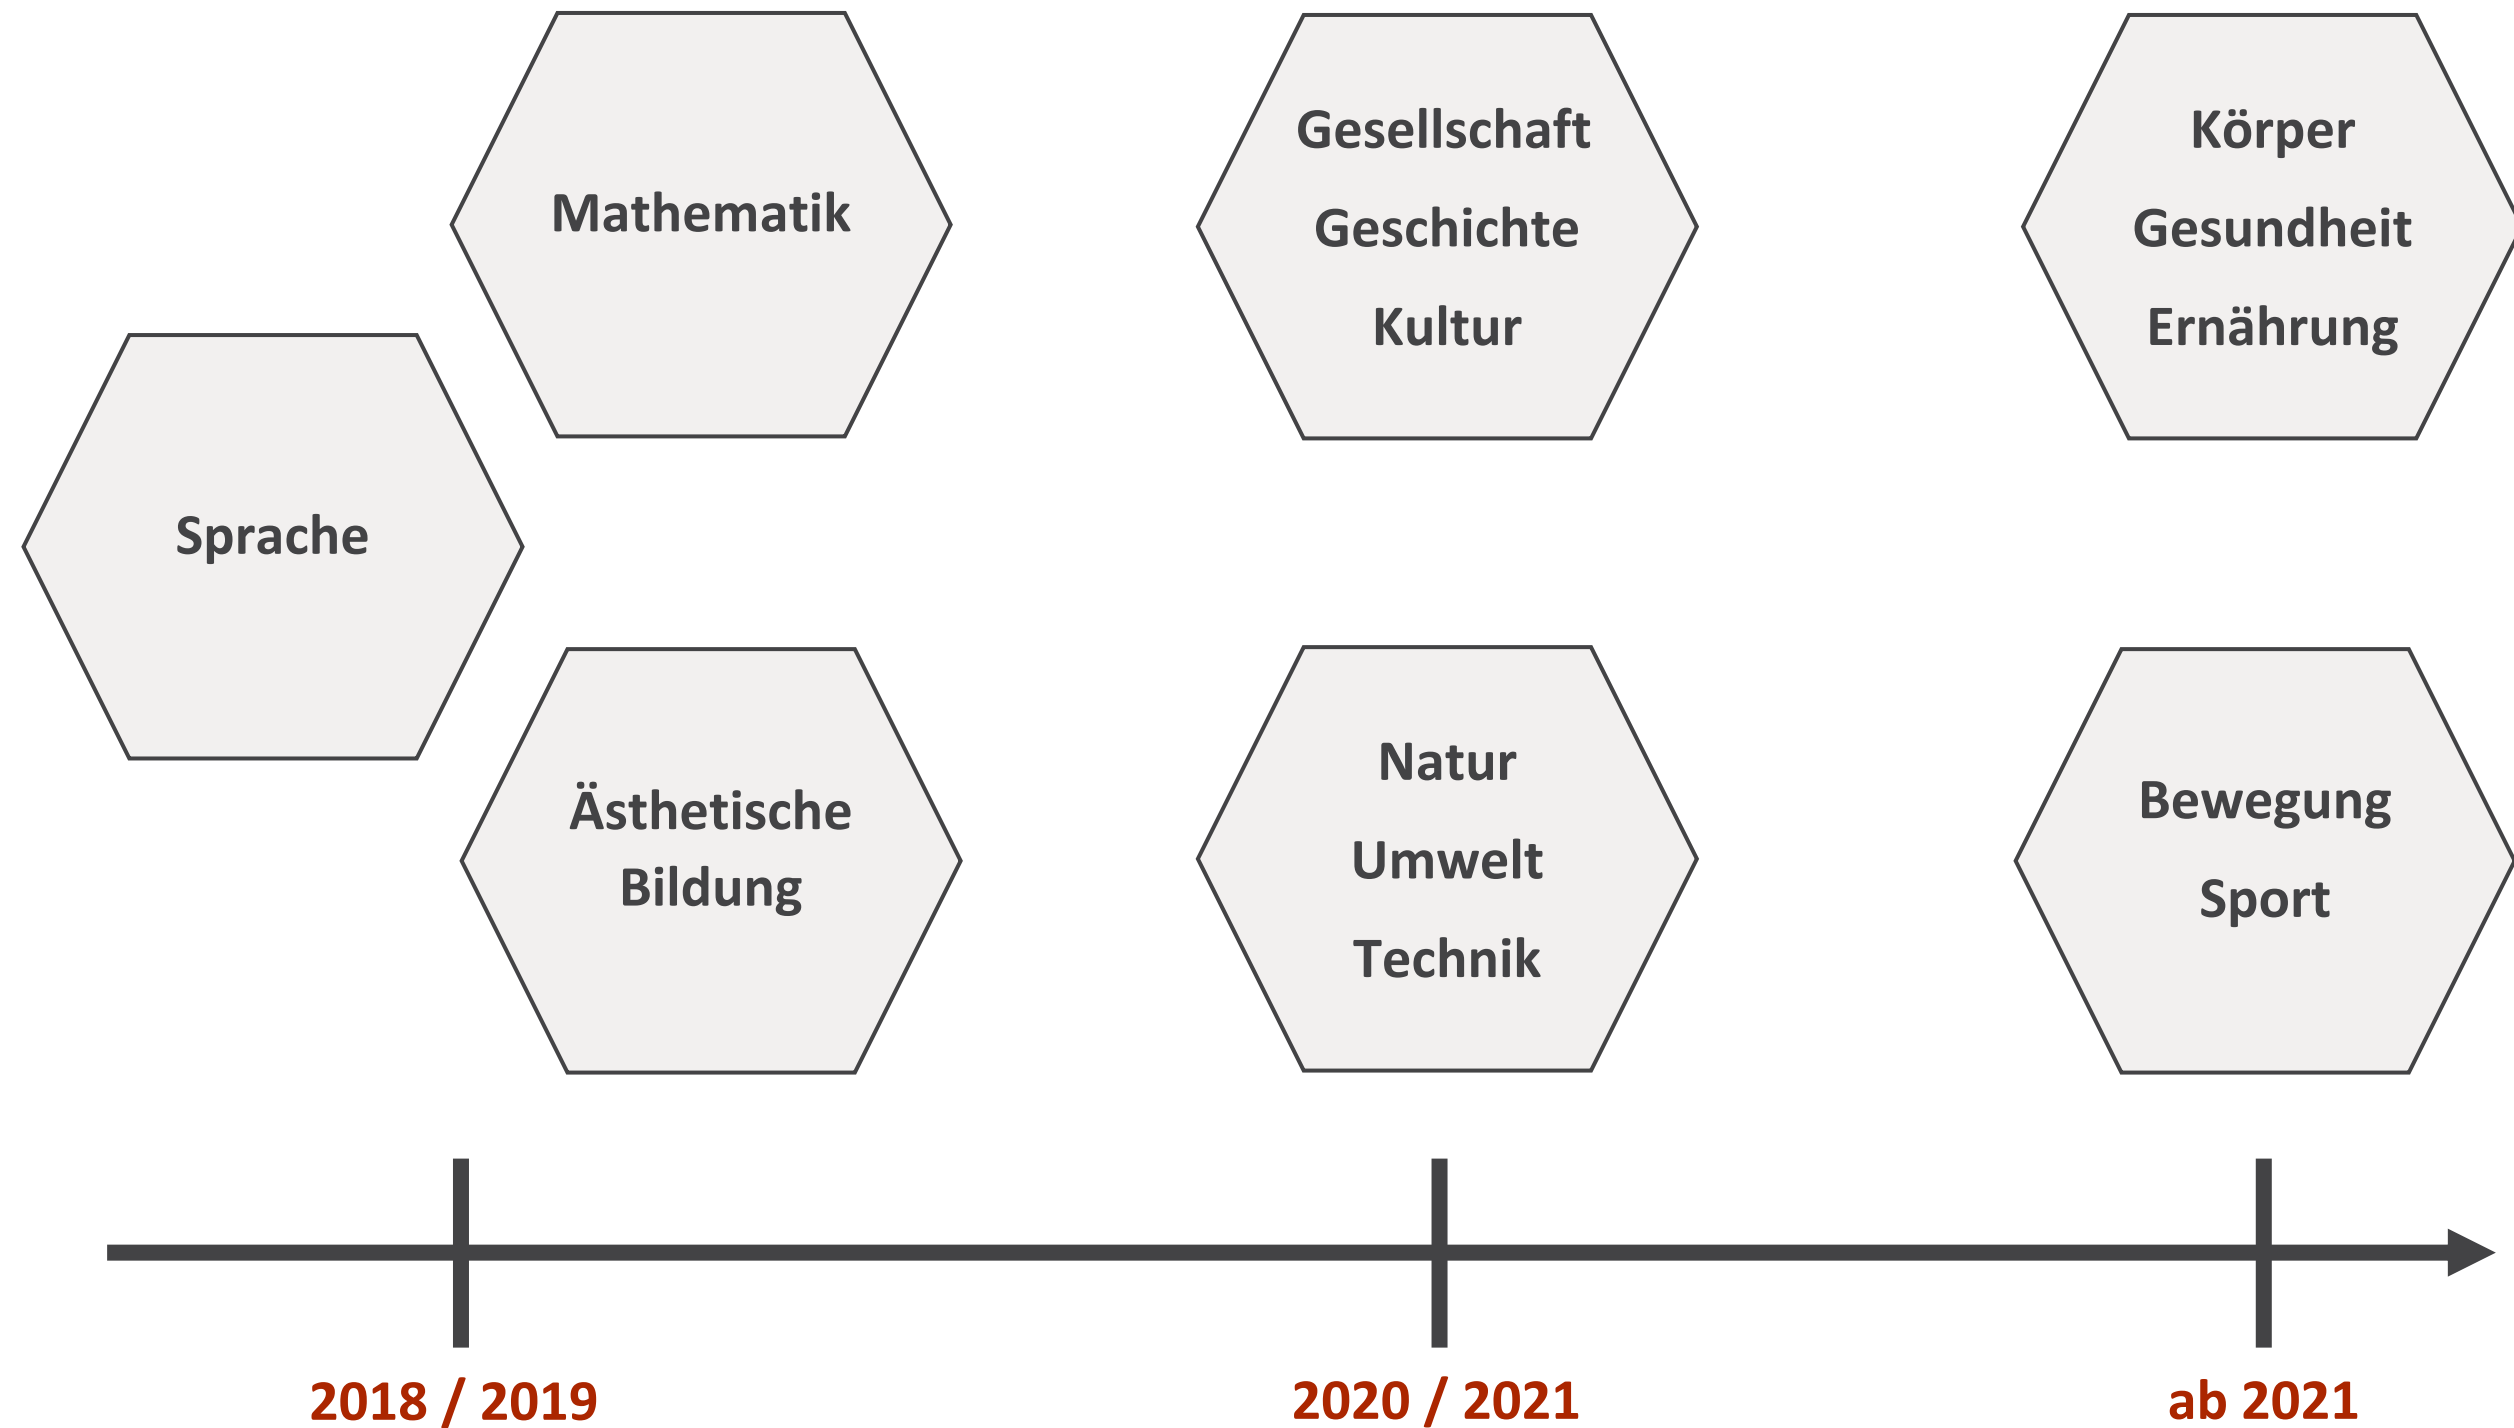 Mathematik
Sprache
Ästhetische
Bildung
Gesellschaft
Geschichte
Kultur
Natur
Umwelt
Technik
Körper
Gesundheit
Ernährung
Bewegung
Sport
2018 / 2019
2020 / 2021
ab 2021